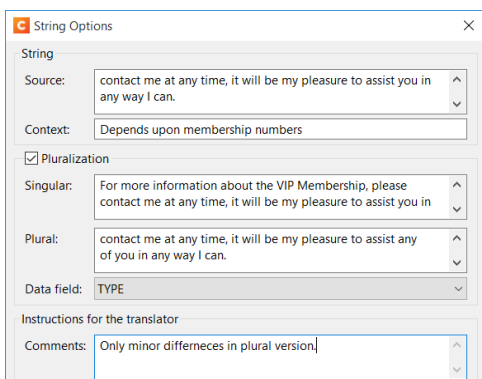 C String Options
String
Source:
contact me at any time, it will be my pleasure to assist you in
any way I can.
Context:
Depends upon membership numbers
Pluralization
Singular:
For more information about the VIP Membership, please
contact me at any time, it will be my pleasure to assist you in
Plural:
contact me at any time, it will be my pleasure to assist any
of you in any way I can.
Data field:
TYPE
Instructions for the translator
Comments:
Only minor differneces in plural version.